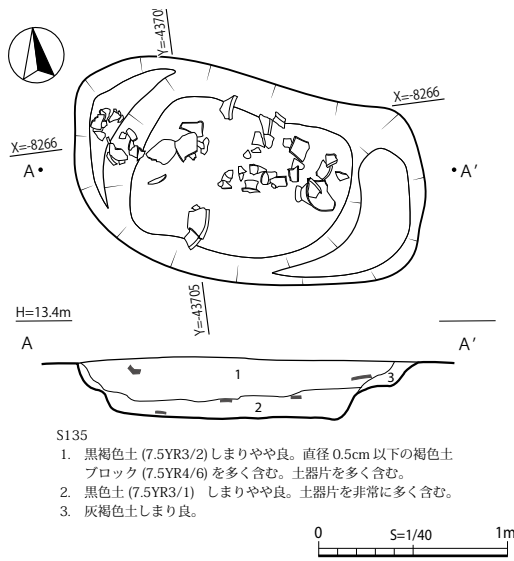 Y=-4370
X=-8266
X=-8266
A
A′
Y=-43705
H=13.4m
A
A′
1
2
3
S135
1. 黒褐色土 (7.5YR3/2) しまりやや良。直径 0.5cm 以下の褐色土
ブロック (7.5YR4/6) を多く含む。土器片を多く含む。
2. 黒色土 (7.5YR3/1) しまりやや良。土器片を非常に多く含む。
3. 灰褐色土しまり良。
0
S=1/40
1m